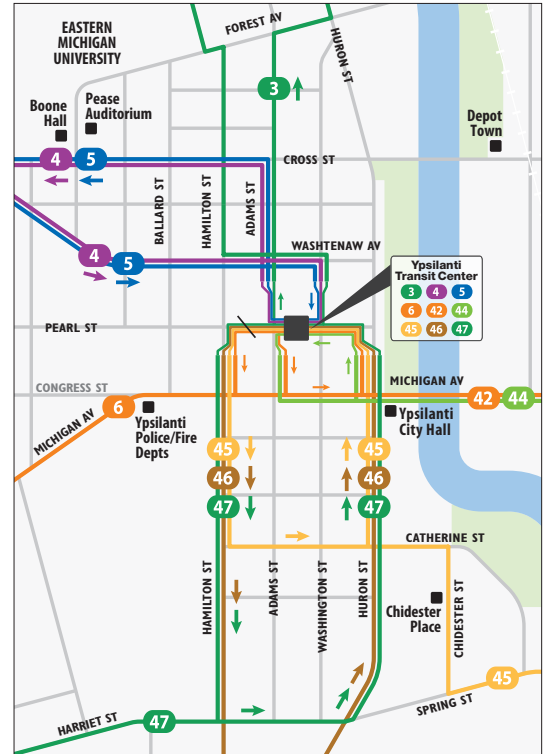 EASTERN
MICHIGAN
UNIVERSITY
FOREST AV
HURON ST
3
Boone
Hall
Pease
Auditorium
Depot
Town
4
5
CROSS ST
BALLARD ST
HAMILTON ST
ADAMS ST
4
5
WASHTENAW AV
Ypsilanti
Transit Center
3
4
5
6
42
44
45
46
47
PEARL ST
CONGRESS ST
MICHIGAN AV
MICHIGAN AV
6
42
44
Ypsilanti
Police/Fire
Depts
Ypsilanti
City Hall
45
45
46
46
47
47
CATHERINE ST
HAMILTON ST
ADAMS ST
WASHINGTON ST
HURON ST
Chidester
Place
CHIDESTER ST
45
SPRING ST
HARRIET ST
47